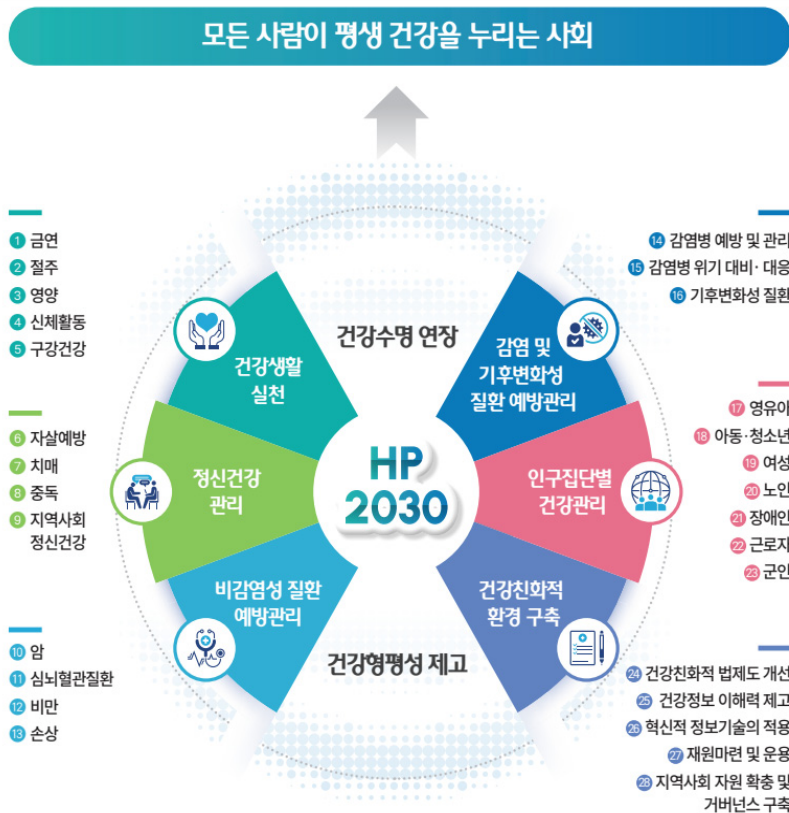 모든 사람이 평생 건강을 누리는 사회
1 금연
2 절주
3 영양
4 신체활동
5 구강건강
6 자살예방
7 치매
8 중독
9 지역사회
정신건강
10 암
11 심뇌혈관질환
12 비만
13 손상
건강수명 연장
건강생활
실천
정신건강
관리
비감염성 질환
예방관리
HP
2030
감염 및
기후변화성
질환 예방관리
인구집단별
건강관리
건강친화적
환경 구축
건강형평성 제고
14 감염병 예방 및 관리
15 감염병 위기 대비·대응
16 기후변화성 질환
17 영유아
18 아동·청소년
19 여성
20 노인
21 장애인
22 근로자
23 군인
24 건강친화적 법제도 개선
25 건강정보 이해력 제고
26 혁신적 정보기술의 적용
27 재원마련 및 운용
28 지역사회 자원 확충 및
거버넌스 구축